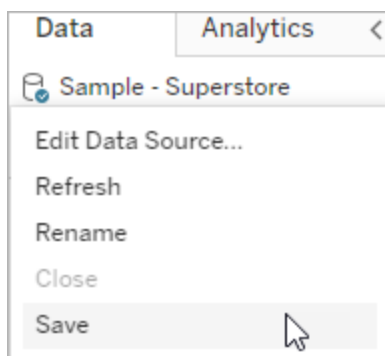 Data Analytics <
Sample - Superstore
Edit Data Source...
Refresh
Rename
Close
Save